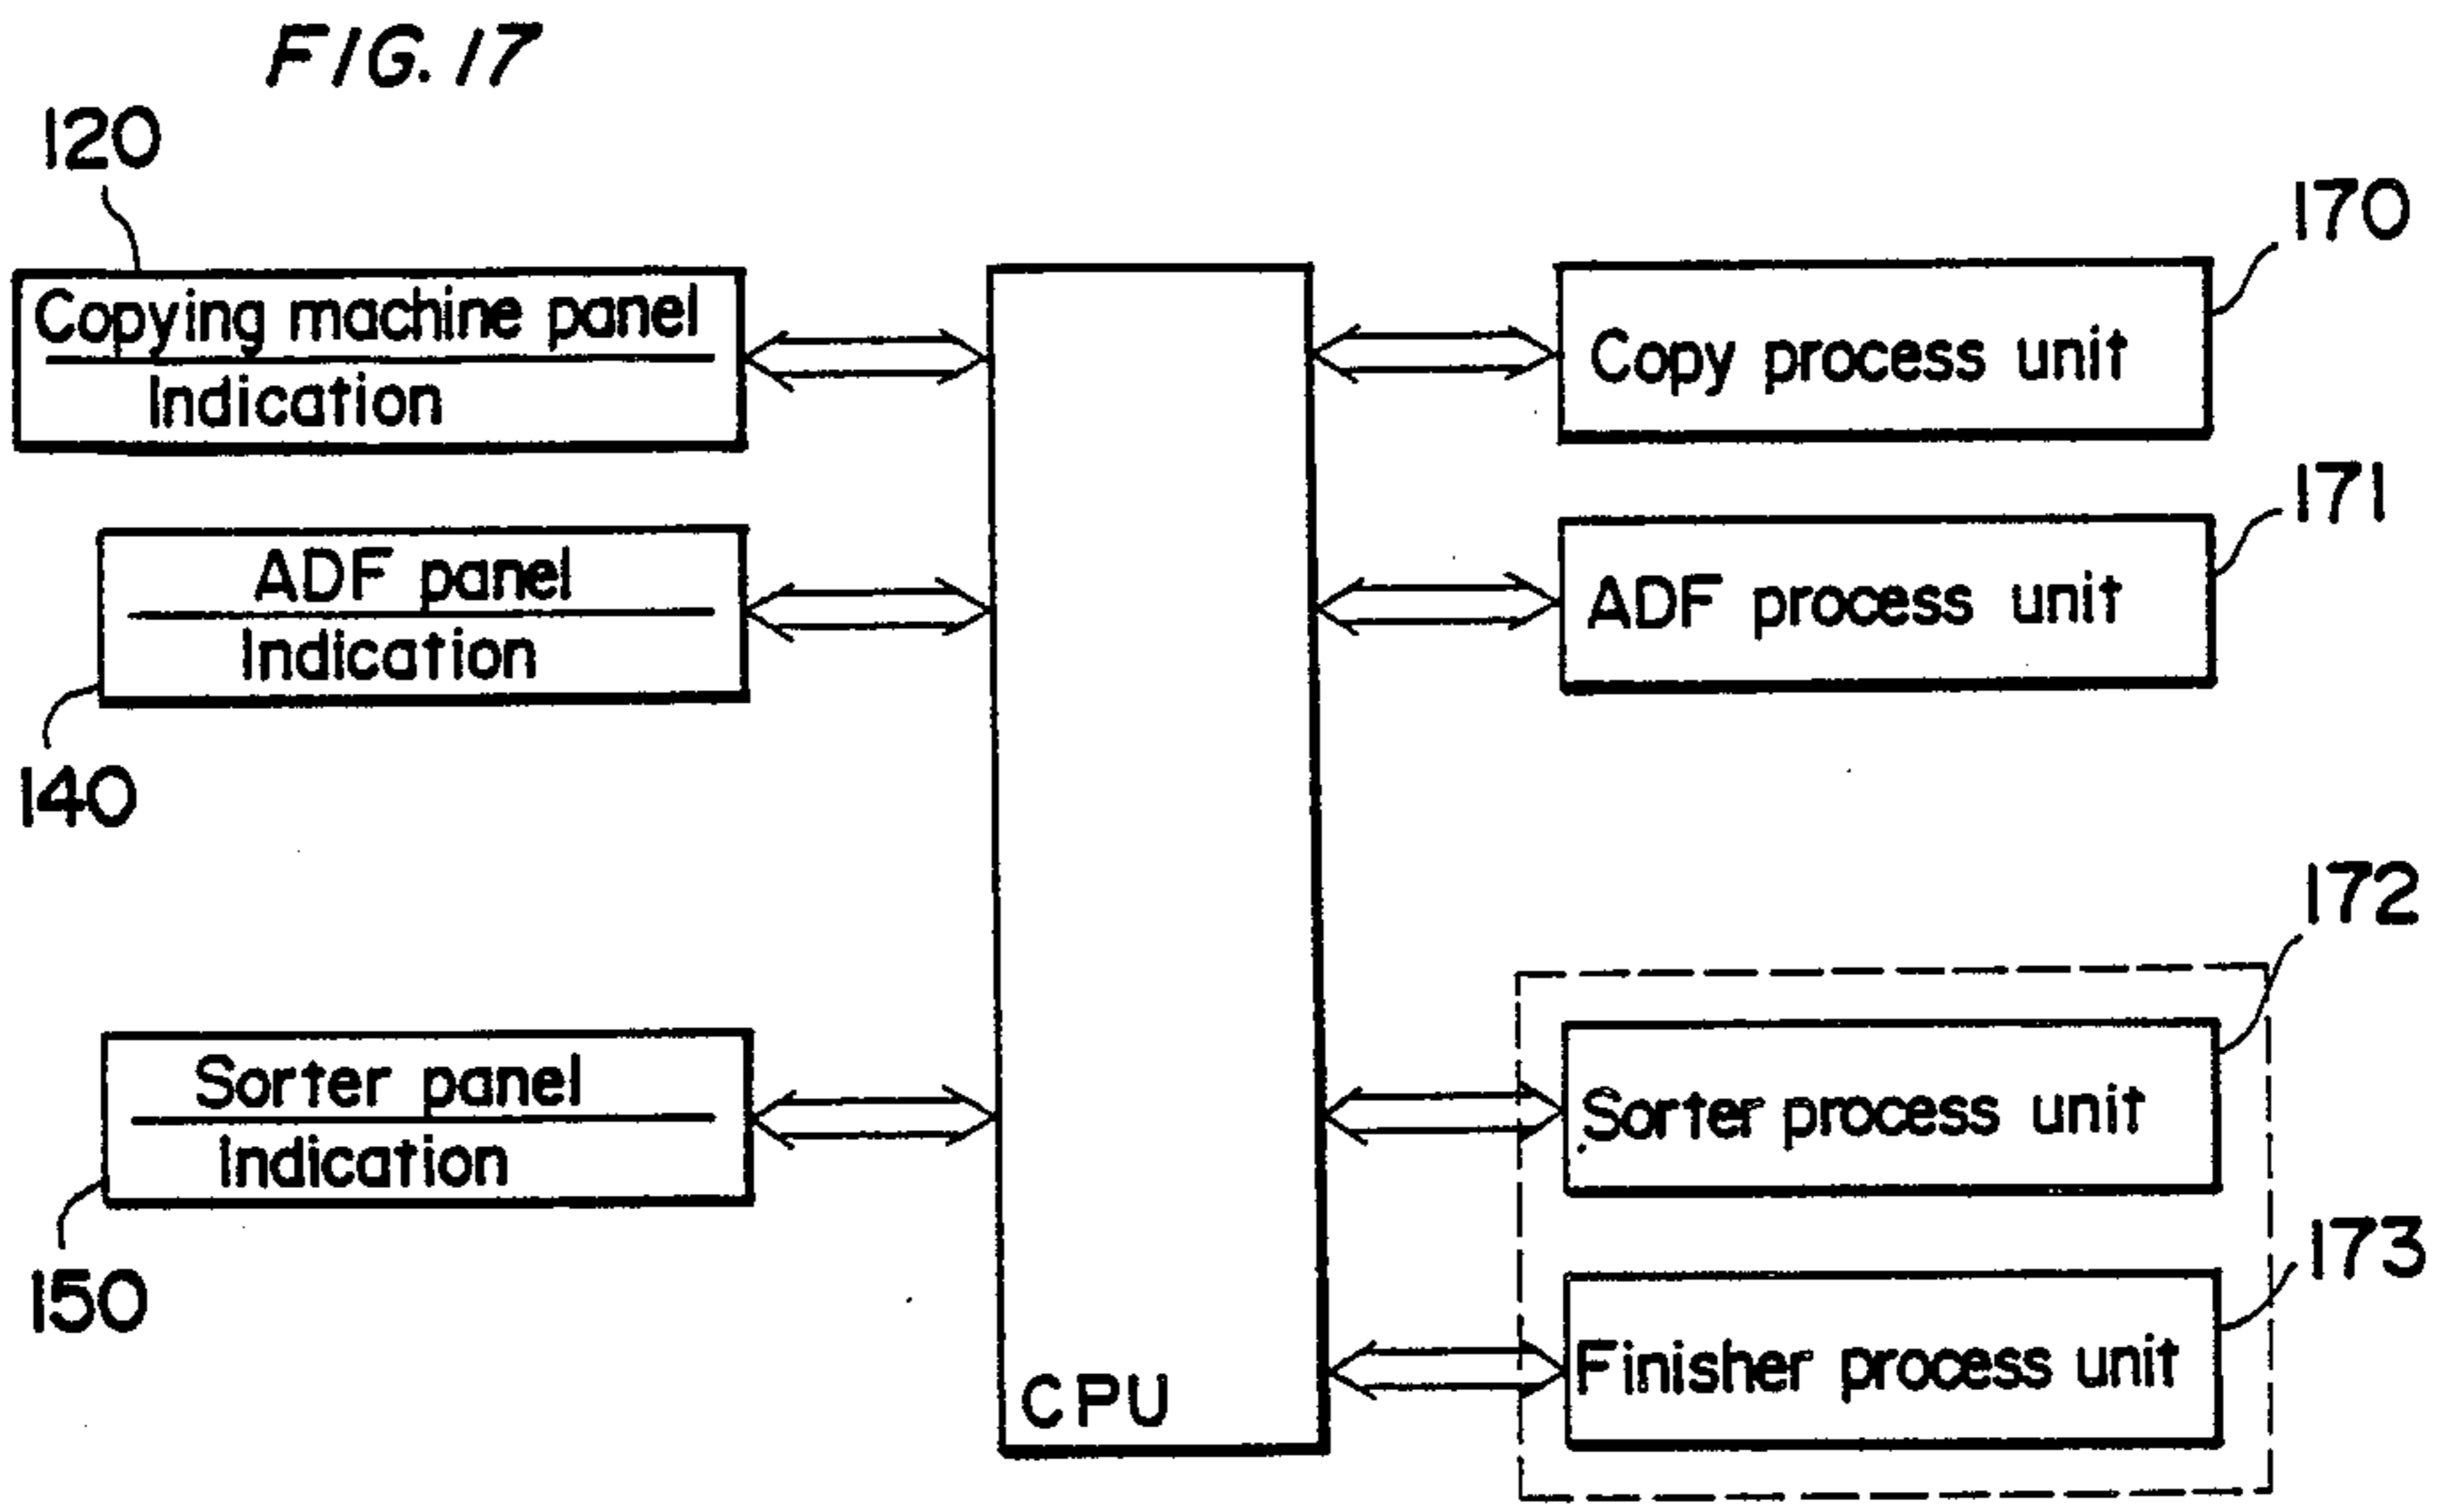 FIG. 17
120
Copying machine panel
Indication
170
Copy process unit
171
ADF panel
Indication
ADF process unit
140
172
Sorter panel
Indication
Sorter process unit
150
173
Finisher process unit
CPU